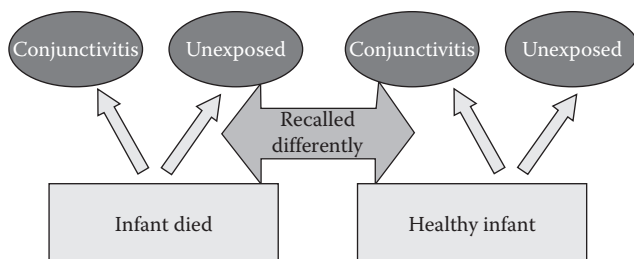 Conjunctivitis
Unexposed
Conjunctivitis
Unexposed
Recalled
differently
Infant died
Healthy infant